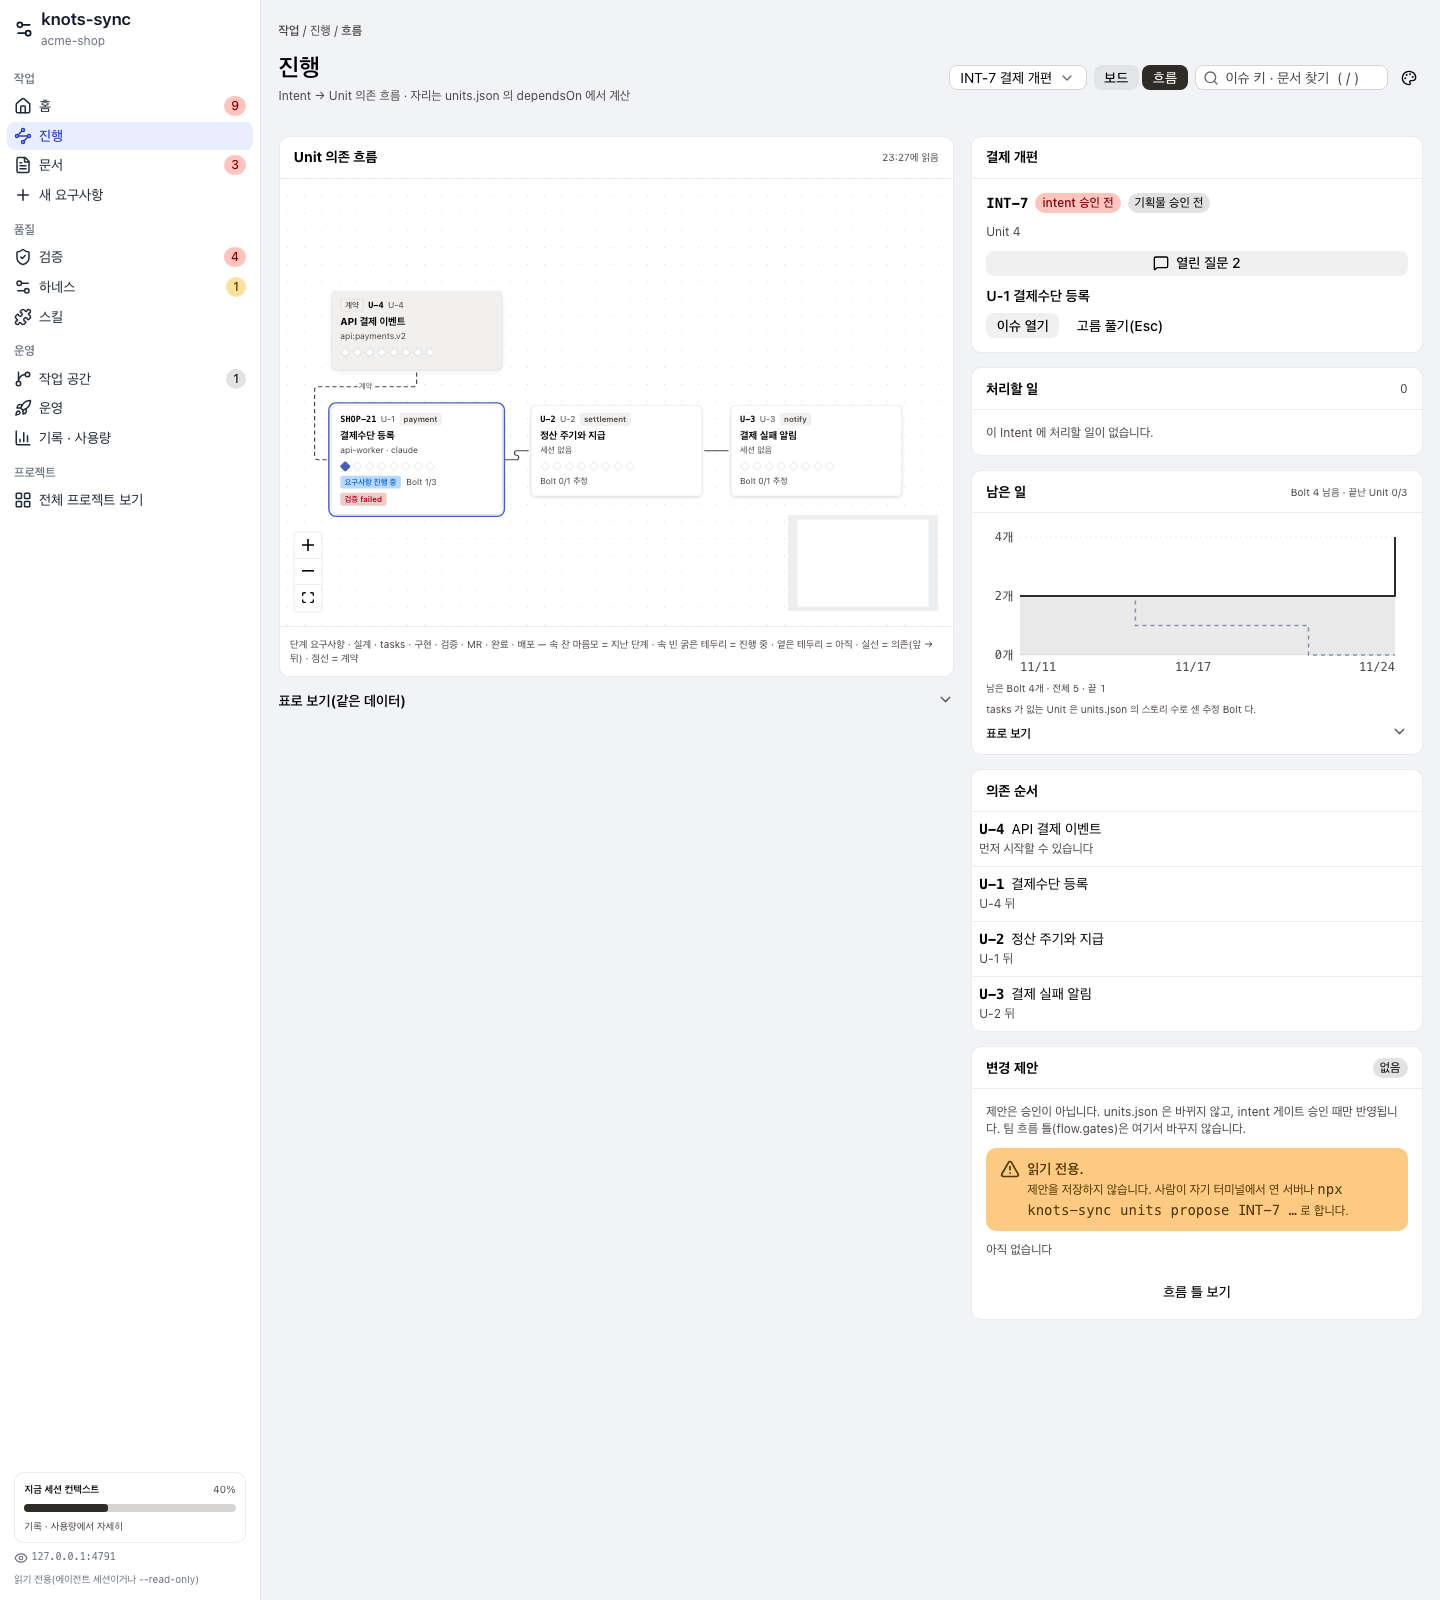 knots-sync
acme-shop
작업
홈
9
진행
문서
3
새 요구사항
품질
검증
4
하네스
1
스킬
운영
작업 공간
1
운영
기록 · 사용량
프로젝트
전체 프로젝트 보기
지금 세션 컨텍스트
40%
기록 · 사용량에서 자세히
127.0.0.1:4791
읽기 전용(에이전트 세션이거나 --read-only)
작업 / 진행 / 흐름
진행
Intent → Unit 의존 흐름 · 자리는 units.json 의 dependsOn 에서 계산
INT-7 결제 개편
보드
흐름
이슈 키 · 문서 찾기 ( / )
Unit 의존 흐름
23:27에 읽음
계약 U-4 U-4
API 결제 이벤트
api:payments.v2
계약
SHOP-21 U-1 payment
결제수단 등록
api-worker · claude
요구사항 진행 중 Bolt 1/3
검증 failed
U-2 U-2 settlement
정산 주기와 지급
세션 없음
Bolt 0/1 추정
U-3 U-3 notify
결제 실패 알림
세션 없음
Bolt 0/1 추정
단계 요구사항 · 설계 · tasks · 구현 · 검증 · MR · 완료 · 배포 — 속 찬 마름모 = 지난 단계 · 속 빈 굵은 테두리 = 진행 중 · 옅은 테두리 = 아직 · 실선 = 의존(앞 →
뒤) · 점선 = 계약
표로 보기(같은 데이터)
결제 개편
INT-7 intent 승인 전 기획물 승인 전
Unit 4
열린 질문 2
U-1 결제수단 등록
이슈 열기
고름 풀기(Esc)
처리할 일
0
이 Intent 에 처리할 일이 없습니다.
남은 일
Bolt 4 남음 · 끝난 Unit 0/3
4개
2개
0개
11/11
11/17
11/24
남은 Bolt 4개 · 전체 5 · 끝 1
tasks 가 없는 Unit 은 units.json 의 스토리 수로 센 추정 Bolt 다.
표로 보기
의존 순서
U-4 API 결제 이벤트
먼저 시작할 수 있습니다
U-1 결제수단 등록
U-4 뒤
U-2 정산 주기와 지급
U-1 뒤
U-3 결제 실패 알림
U-2 뒤
변경 제안
없음
제안은 승인이 아닙니다. units.json 은 바뀌지 않고, intent 게이트 승인 때만 반영됩니
다. 팀 흐름 틀(flow.gates)은 여기서 바꾸지 않습니다.
읽기 전용.
제안을 저장하지 않습니다. 사람이 자기 터미널에서 연 서버나 npx
knots-sync units propose INT-7 … 로 합니다.
아직 없습니다
흐름 틀 보기